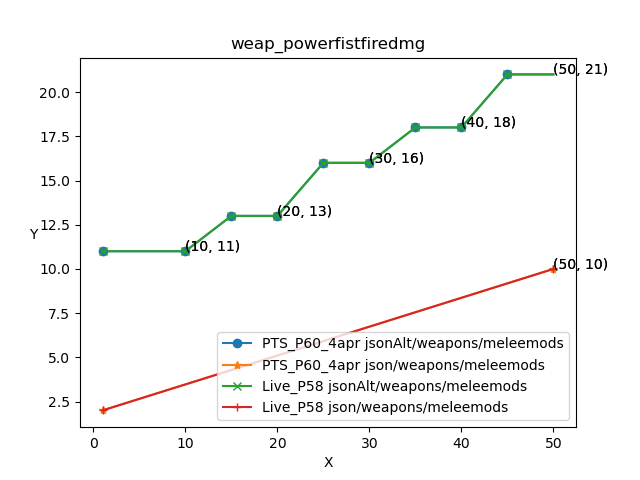 weap_powerfistfiredmg
20.0
17.5
15.0
12.5
10.0
7.5
5.0
2.5
Y
(50, 21)
(40, 18)
(30, 16)
(20, 13)
(10, 11)
(50, 10)
PTS_P60_4apr jsonAlt/weapons/meleemods
PTS_P60_4apr json/weapons/meleemods
Live_P58 jsonAlt/weapons/meleemods
Live_P58 json/weapons/meleemods
0 10 20 30 40 50
X